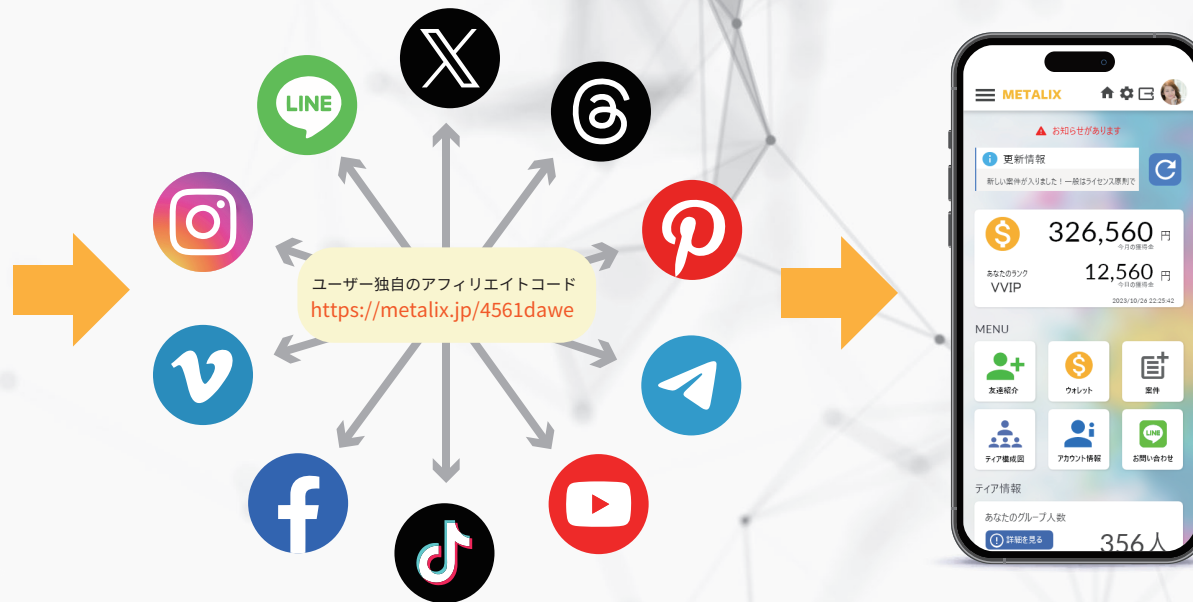 LINE
ユーザー独自のアフィリエイトコード
https://metalix.jp/4561dawe
METALIX
お知らせがあります
更新情報
新しい案件が入りました！一般はライセンス原則で
326,560 円
今月の獲得金
あなたのランク
VVIP
12,560 円
今日の獲得金
2023/10/26 22:25:42
MENU
友達紹介
ウォレット
案件
ティア構成図
アカウント情報
LINE
お問い合わせ
ティア情報
あなたのグループ人数
詳細を見る
356人